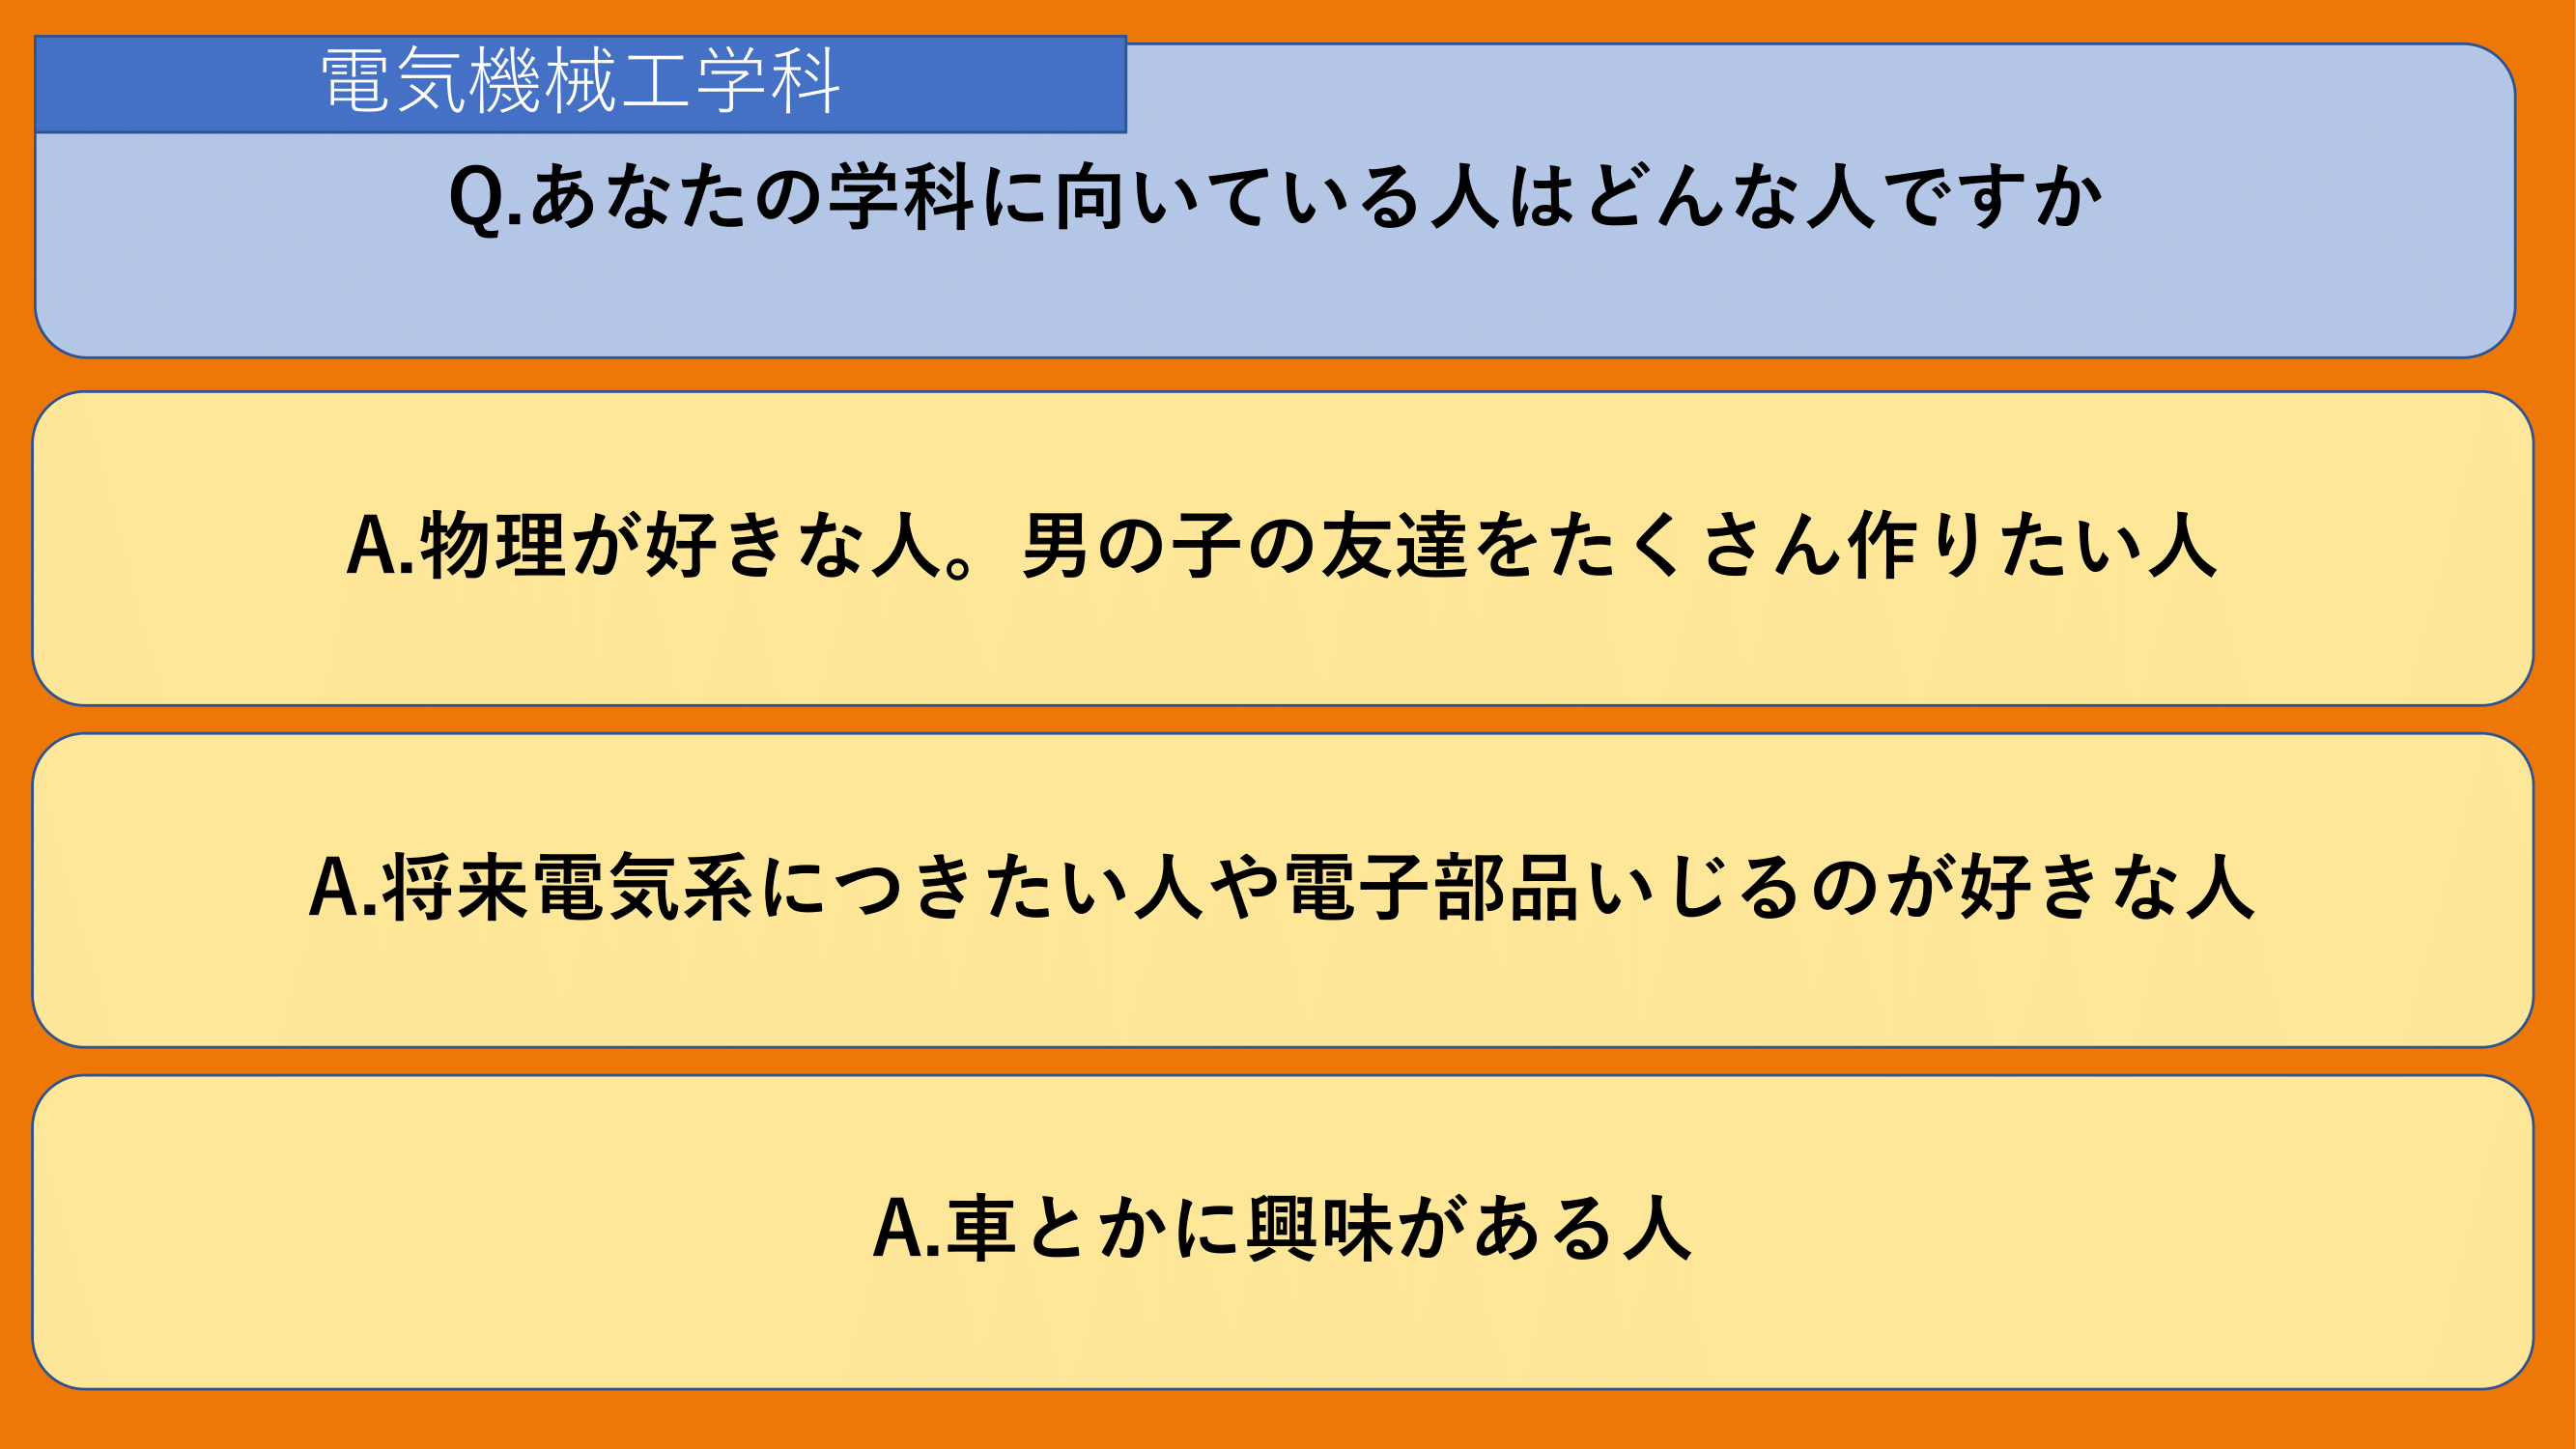 電気機械工学科
Q.あなたの学科に向いている人はどんな人ですか
A.物理が好きな人。男の子の友達をたくさん作りたい人
A.将来電気系につきたい人や電子部品いじるのが好きな人
A.車とかに興味がある人